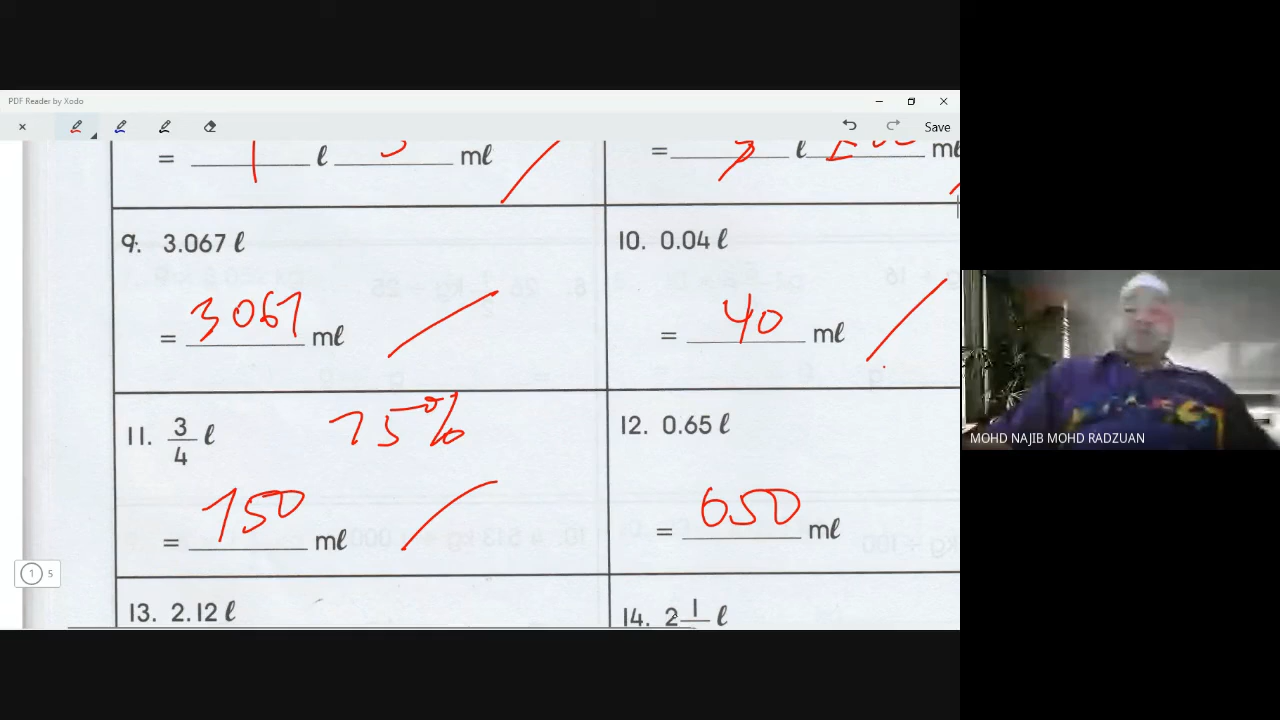 PDF Reader by Xodo
Save
= ℓ mℓ
= ℓ mℓ
9. 3.067 ℓ
= 3067 mℓ
10. 0.04 ℓ
= 40 mℓ
11. 3/4 ℓ 75%
= 750 mℓ
12. 0.65 ℓ
= 650 mℓ
13. 2.12 ℓ
14. 2 1 ℓ
1 5
MOHD NAJIB MOHD RADZUAN